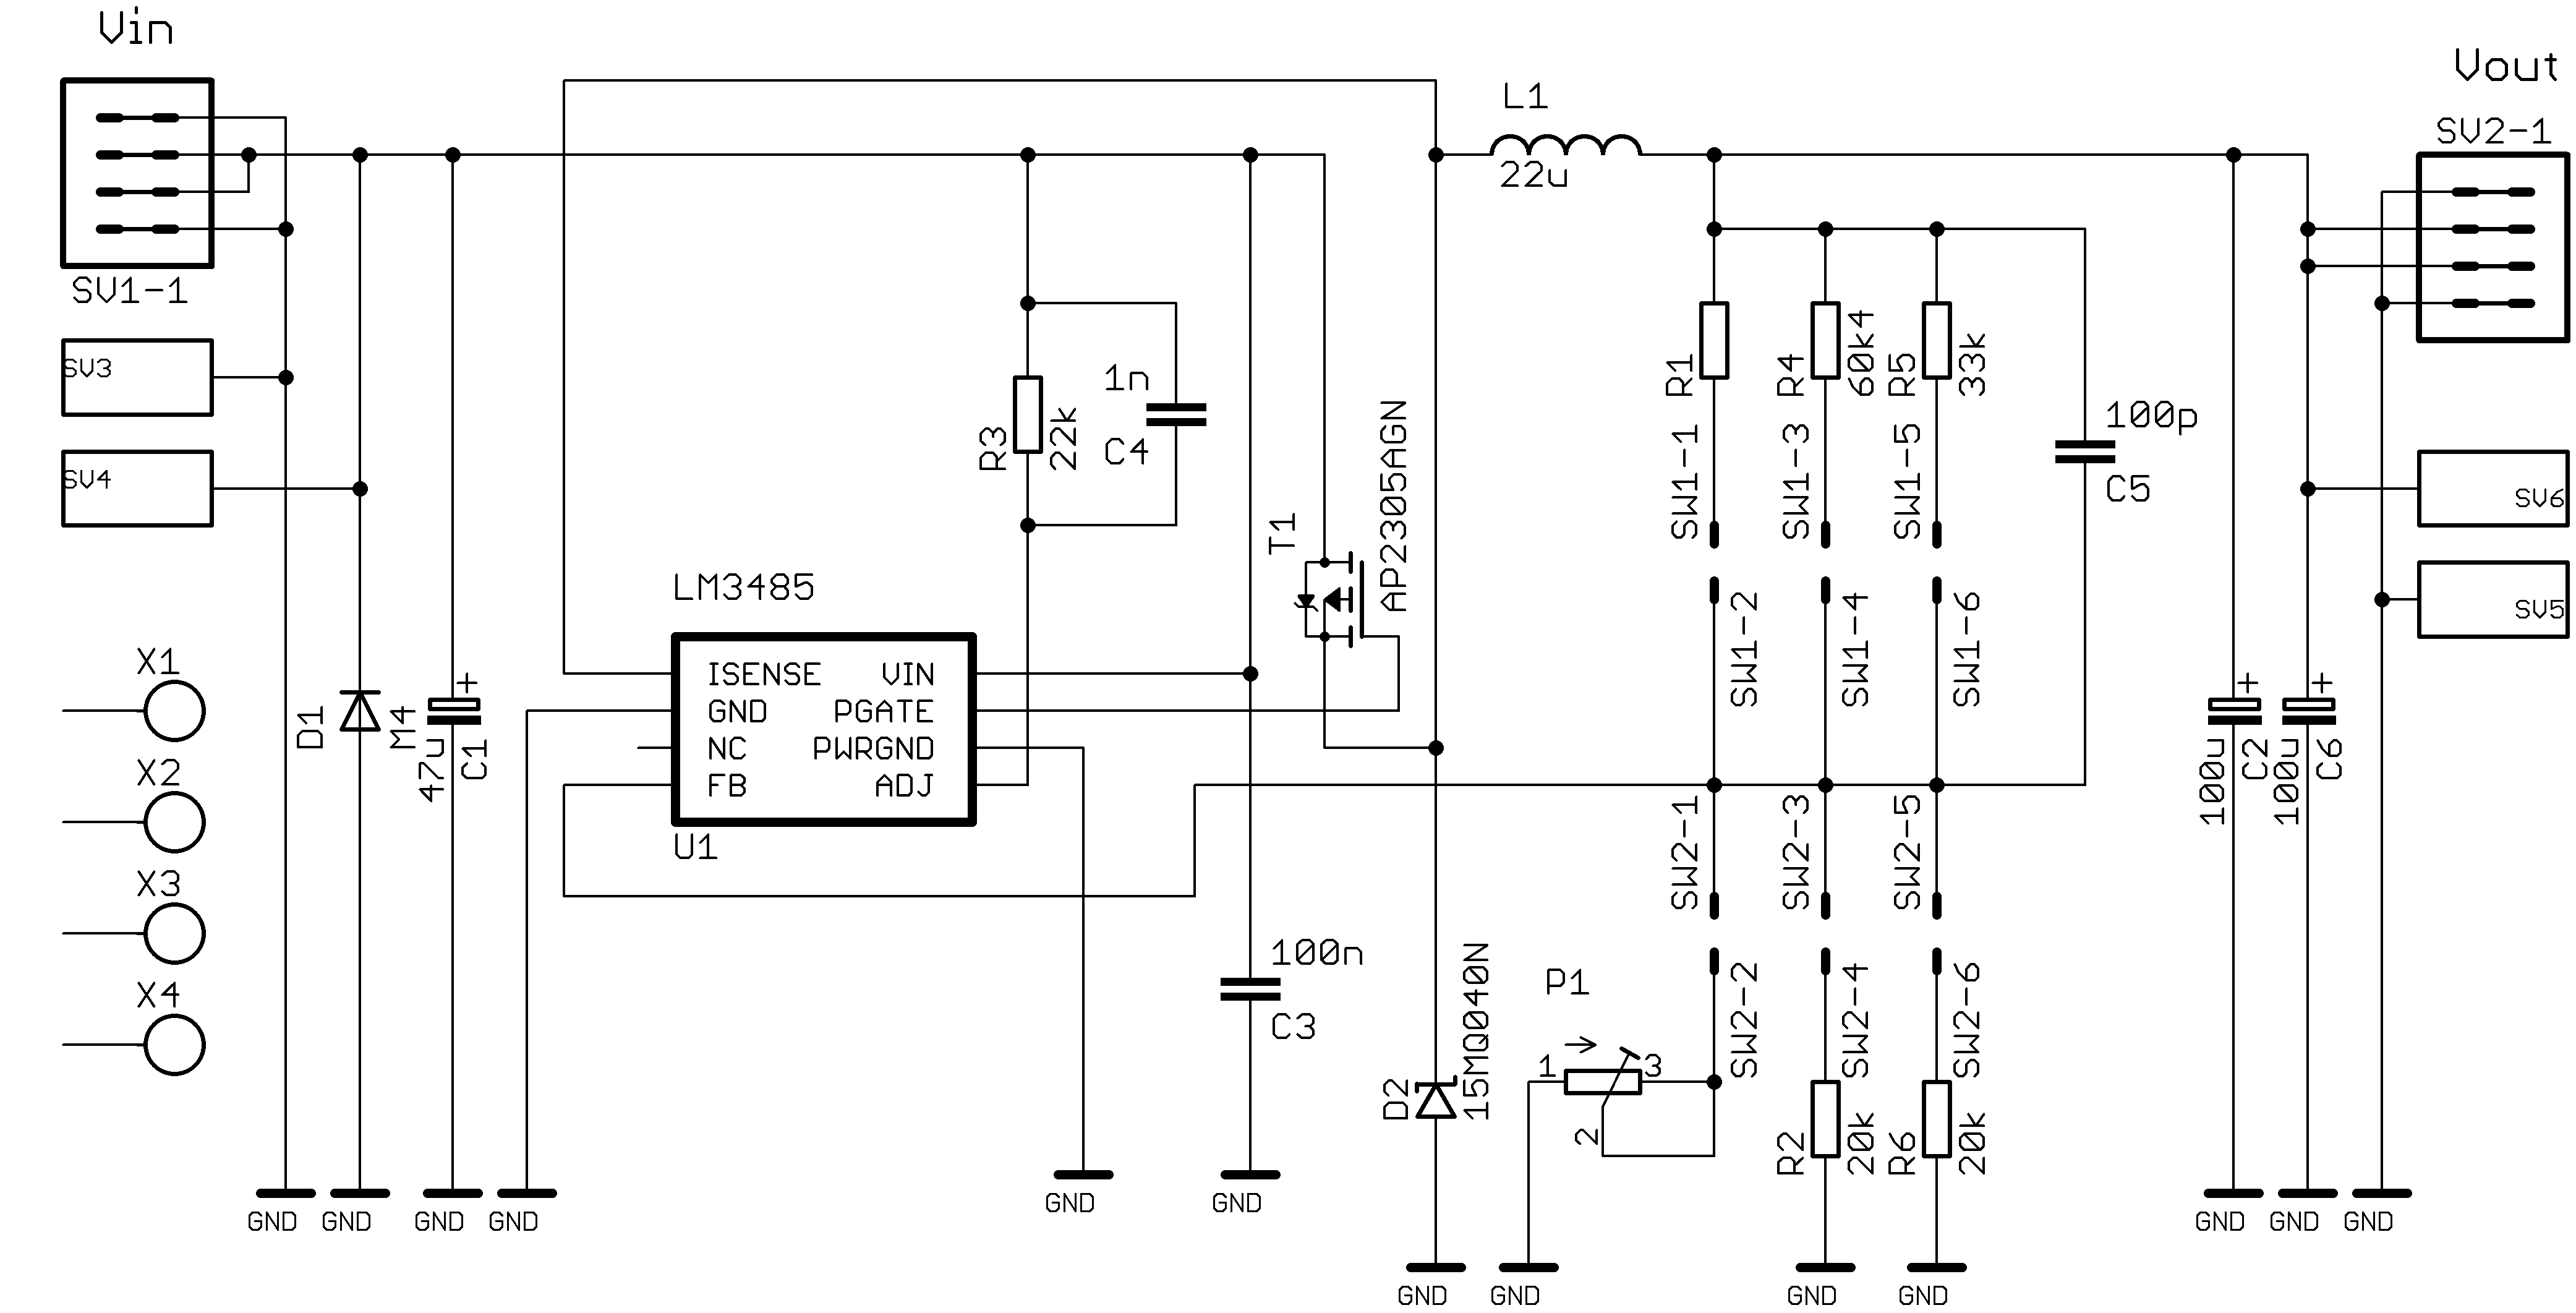 Vin
Vout
L1
22u
SV2-1
SV1-1
SV3
SV4
1n
C4
R3
22k
T1
AP2305AGN
R1
R4
60k4
R5
33k
100p
C5
SW1-1
SW1-3
SW1-5
SV6
SV5
LM3485
ISENSE VIN
GND PGATE
NC PWRGND
FB ADJ
U1
SW1-2
SW1-4
SW1-6
X1
X2
X3
X4
D1
M4
47u
C1
100u
C2
100u
C6
SW2-1
SW2-3
SW2-5
100n
C3
D2
15MQ040N
P1
1
3
2
SW2-2
SW2-4
SW2-6
R2
20k
R6
20k
GND
GND
GND GND GND GND
GND GND GND
GND GND GND GND